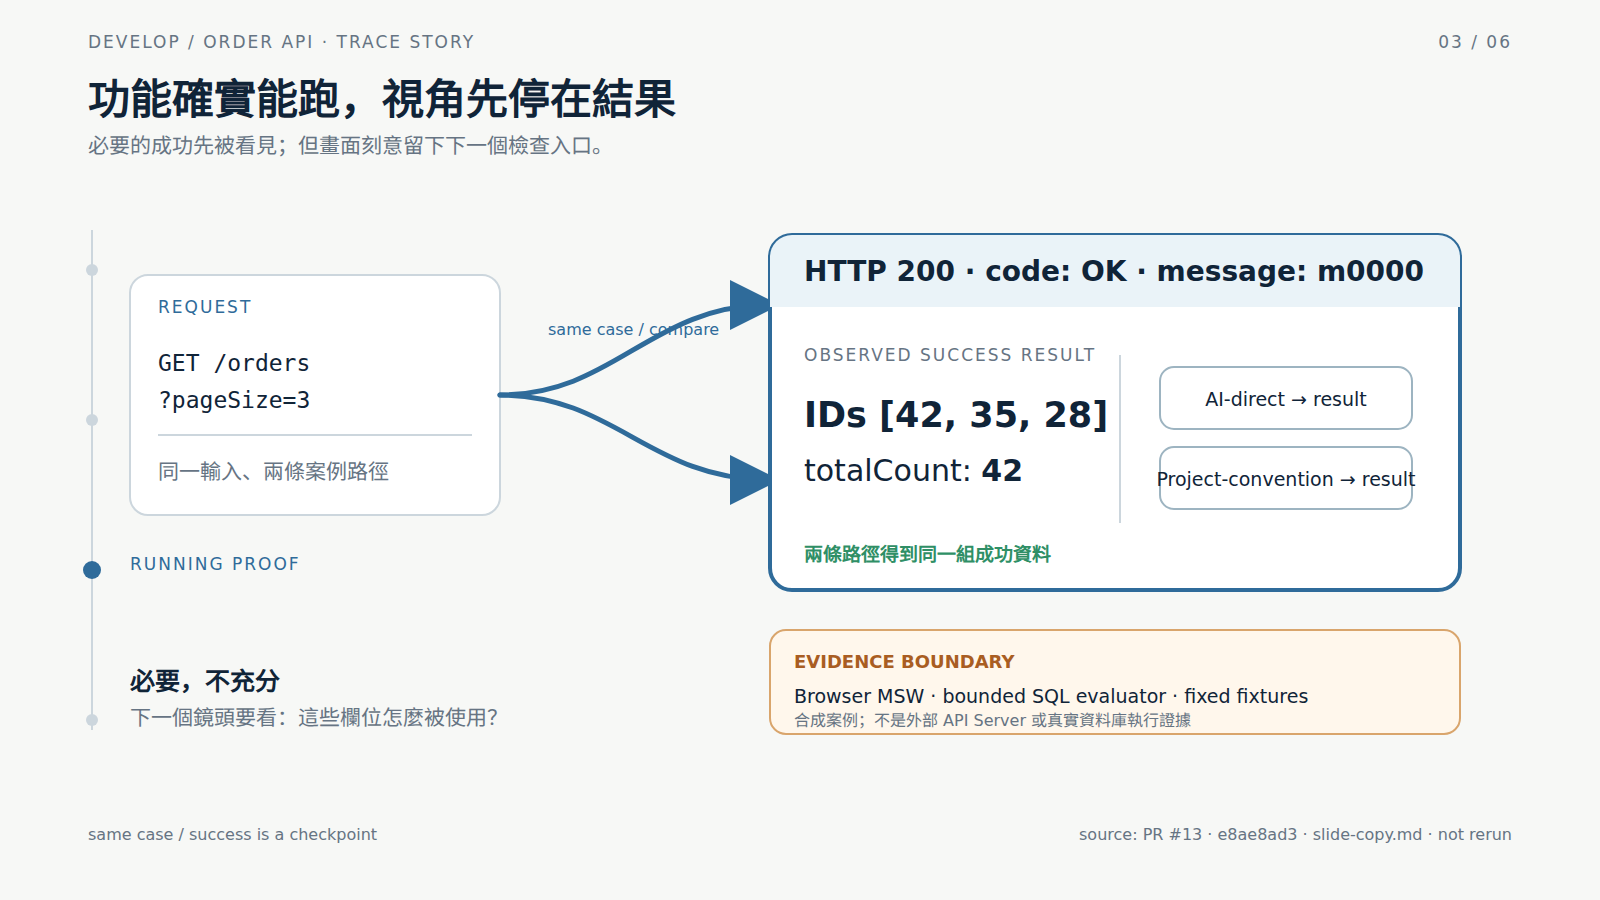 DEVELOP / ORDER API · TRACE STORY
03 / 06
功能確實能跑，視角先停在結果
必要的成功先被看見；但畫面刻意留下下一個檢查入口。
REQUEST
GET /orders
?pageSize=3
同一輸入、兩條案例路徑
same case / compare
HTTP 200 · code: OK · message: m0000
OBSERVED SUCCESS RESULT
IDs [42, 35, 28]
totalCount: 42
兩條路徑得到同一組成功資料
AI-direct → result
Project-convention → result
RUNNING PROOF
必要，不充分
下一個鏡頭要看：這些欄位怎麼被使用？
EVIDENCE BOUNDARY
Browser MSW · bounded SQL evaluator · fixed fixtures
合成案例；不是外部 API Server 或真實資料庫執行證據
same case / success is a checkpoint
source: PR #13 · e8ae8ad3 · slide-copy.md · not rerun